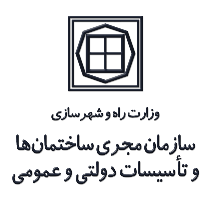 وزارت راه و شهرسازی
سازمان مجری ساختمان‌ها
و تأسیسات دولتی و عمومی